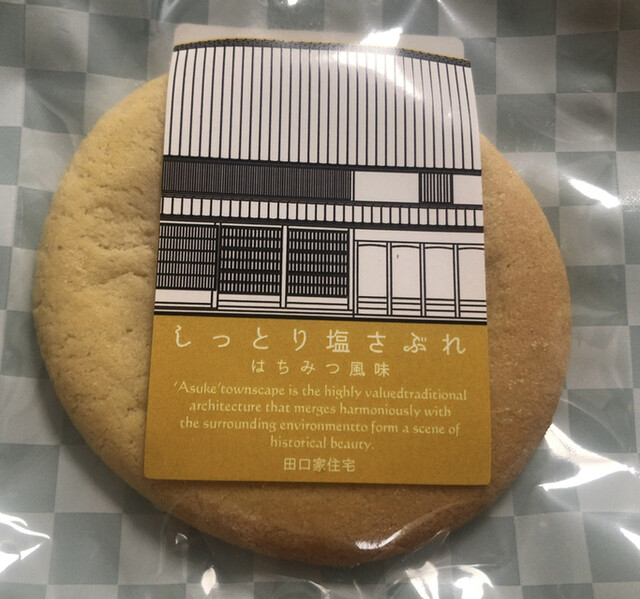 しっとり塩さぶれ
はちみつ風味
'Asuke'townscape is the highly valuedtraditional
architecture that merges harmoniously with
the surrounding environmentto form a scene of
historical beauty.
田口家住宅